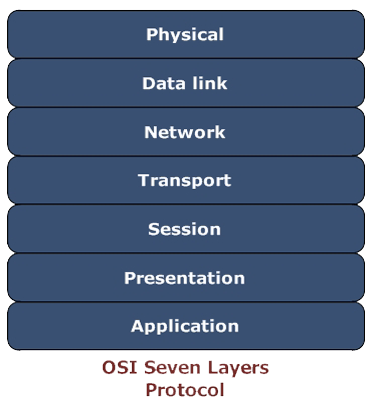 Physical
Data link
Network
Transport
Session
Presentation
Application
OSI Seven Layers
Protocol